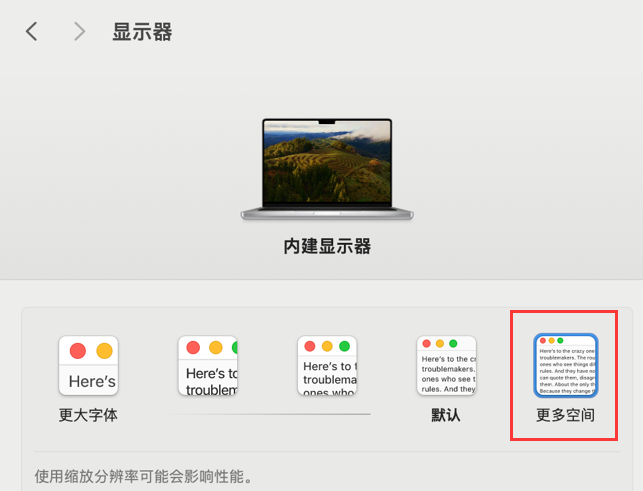 显示器
内建显示器
Here's
更大字体
Here's to
troublem
Here's to t
troublema
ones who
Here's to the cr
troublemakers.
ones who see t
rules. And they
默认
Here's to the crazy one
troublemakers. The rou
ones who see things dif
rules. And they have no
can quote them, disagr
them. About the only th
Because they change th
更多空间
使用缩放分辨率可能会影响性能。